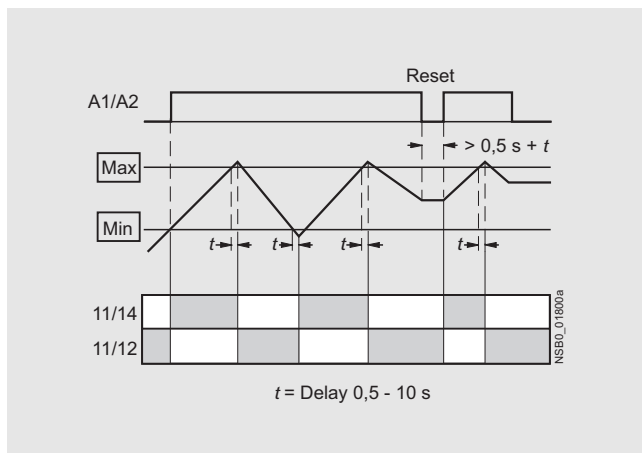 Reset
A1/A2
> 0,5 s + t
Max
Min
t t t t
11/14
11/12
NSB0_01800a
t = Delay 0,5 - 10 s